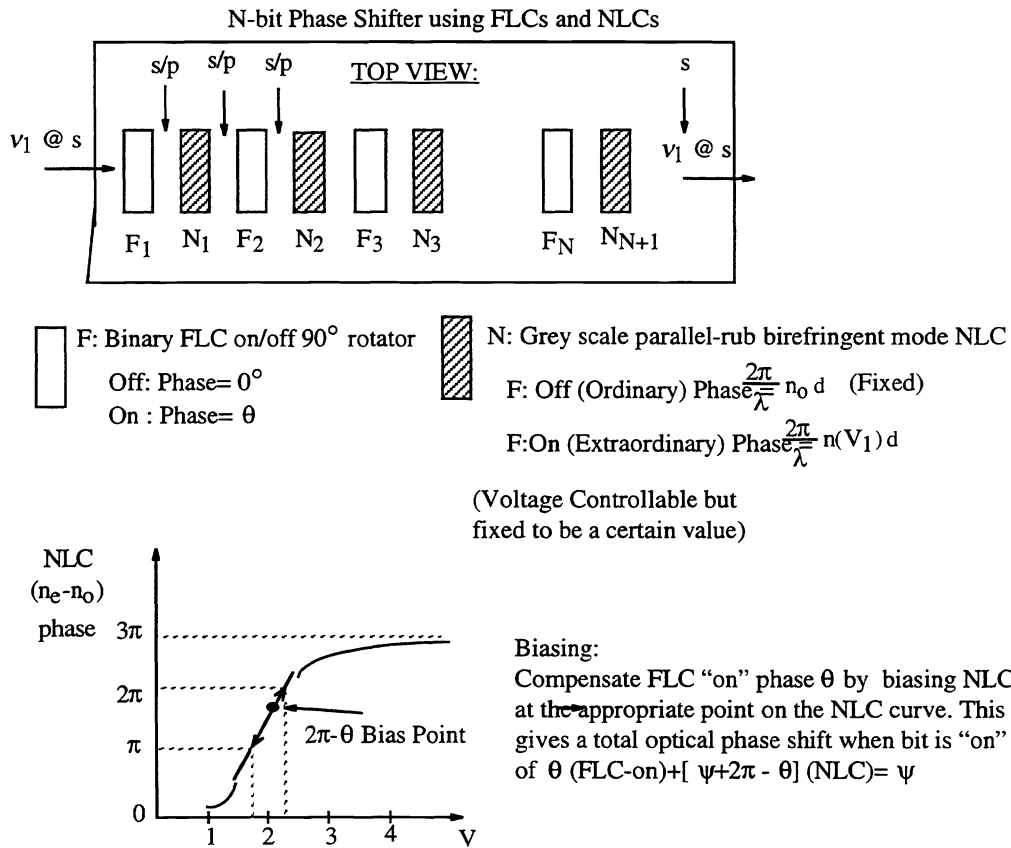 N-bit Phase Shifter using FLCs and NLCs
s/p s/p s/p TOP VIEW: s
ν1 @ s ν1 @ s
F1 N1 F2 N2 F3 N3 FN NN+1
F: Binary FLC on/off 90° rotator
Off: Phase= 0°
On : Phase= θ
N: Grey scale parallel-rub birefringent mode NLC
F: Off (Ordinary) Phase= 2π/λ no d (Fixed)
F:On (Extraordinary) Phase= 2π/λ n(V1) d
(Voltage Controllable but
fixed to be a certain value)
NLC
(ne-no)
phase
3π
2π
π
0
1 2 3 4 V
2π-θ Bias Point
Biasing:
Compensate FLC “on” phase θ by biasing NLC
at the appropriate point on the NLC curve. This
gives a total optical phase shift when bit is “on”
of θ (FLC-on)+[ ψ+2π - θ] (NLC)= ψ